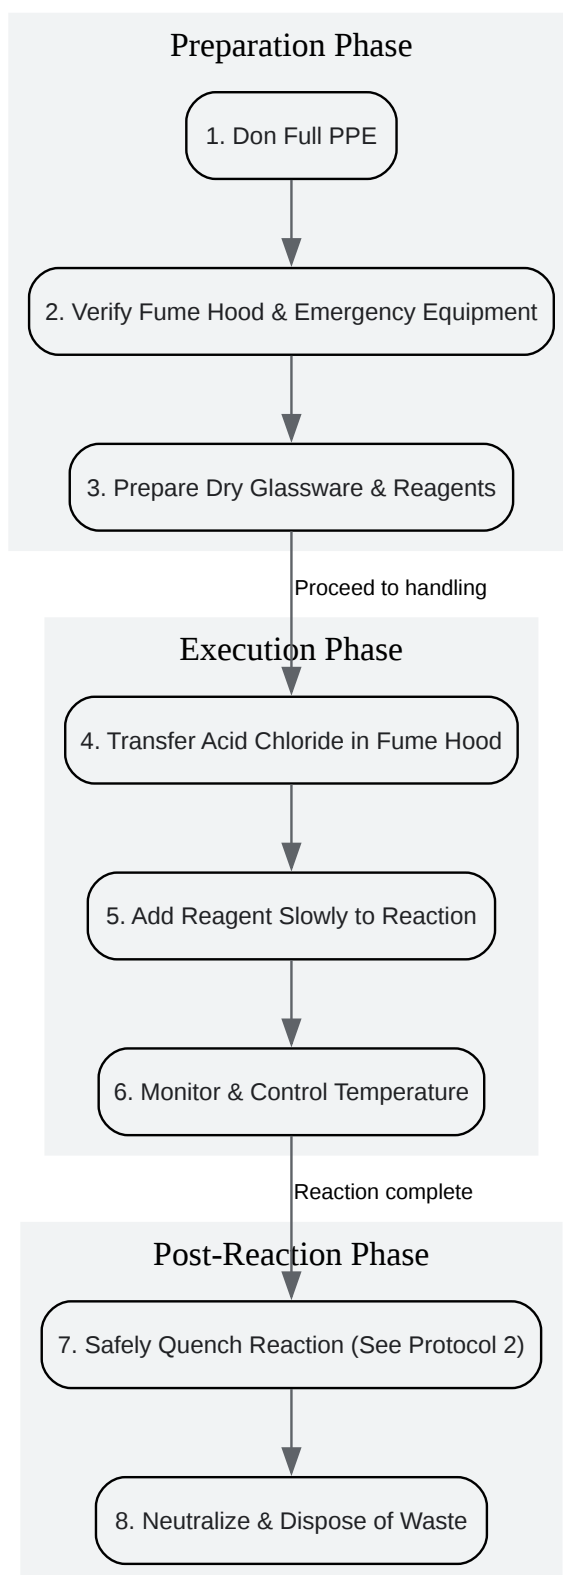 Preparation Phase
1. Don Full PPE
2. Verify Fume Hood & Emergency Equipment
3. Prepare Dry Glassware & Reagents
Proceed to handling
Execution Phase
4. Transfer Acid Chloride in Fume Hood
5. Add Reagent Slowly to Reaction
6. Monitor & Control Temperature
Reaction complete
Post-Reaction Phase
7. Safely Quench Reaction (See Protocol 2)
8. Neutralize & Dispose of Waste